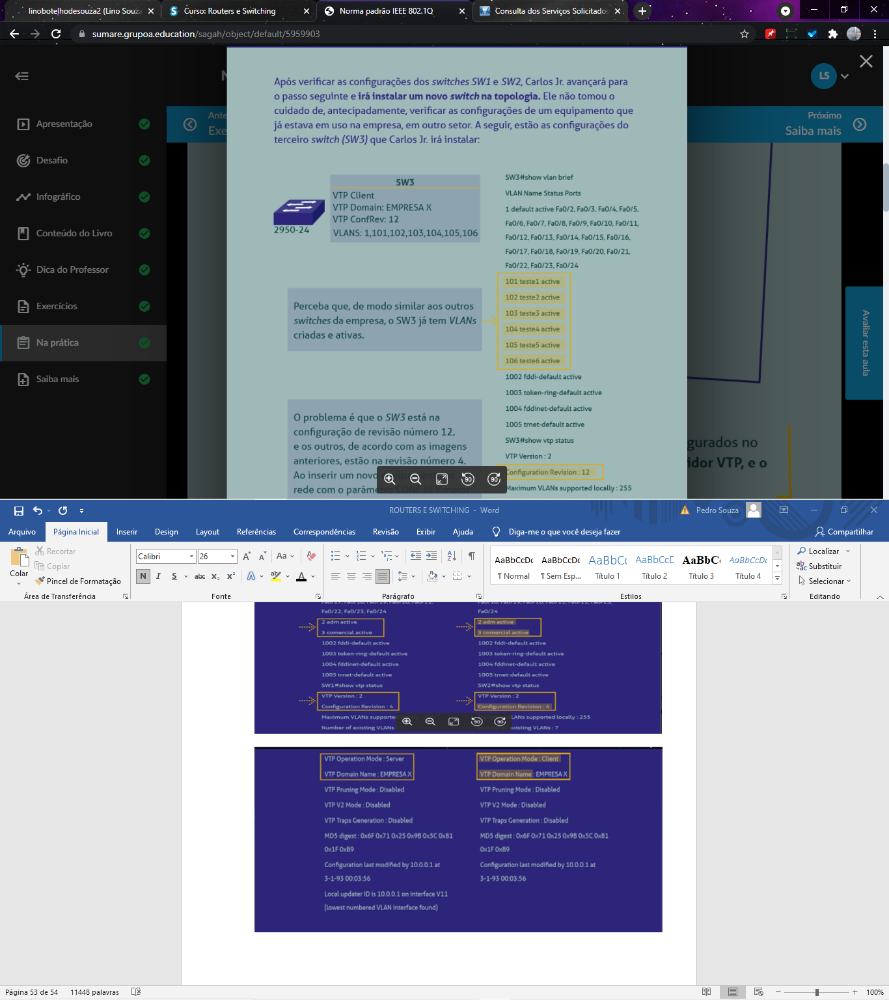 linobotelhodesouza2 (Lino Souza
Curso: Routers e Switching
Norma padrão IEEE 802.1Q
Consulta dos Serviços Solicitados
sumare.grupoa.education/sagah/object/default/5959903
Apresentação
Desafio
Infográfico
Conteúdo do Livro
Dica do Professor
Exercícios
Na prática
Saiba mais
Ante
Exe
N
LS
Próximo
Saiba mais
Avaliar esta aula
gurados no
idor VTP, e o
Após verificar as configurações dos switches SW1 e SW2, Carlos Jr. avançará para
o passo seguinte e irá instalar um novo switch na topologia. Ele não tomou o
cuidado de, antecipadamente, verificar as configurações de um equipamento que
já estava em uso na empresa, em outro setor. A seguir, estão as configurações do
terceiro switch (SW3) que Carlos Jr. irá instalar:
2950-24
SW3
VTP Client
VTP Domain: EMPRESA X
VTP ConfRev: 12
VLANS: 1,101,102,103,104,105,106
Perceba que, de modo similar aos outros
switches da empresa, o SW3 já tem VLANs
criadas e ativas.
O problema é que o SW3 está na
configuração de revisão número 12,
e os outros, de acordo com as imagens
anteriores, estão na revisão número 4.
Ao inserir um novo
rede com o parâmetro CONF REV maior
SW3#show vlan brief
VLAN Name Status Ports
1 default active Fa0/2, Fa0/3, Fa0/4, Fa0/5,
Fa0/6, Fa0/7, Fa0/8, Fa0/9, Fa0/10, Fa0/11,
Fa0/12, Fa0/13, Fa0/14, Fa0/15, Fa0/16,
Fa0/17, Fa0/18, Fa0/19, Fa0/20, Fa0/21,
Fa0/22, Fa0/23, Fa0/24
101 teste1 active
102 teste2 active
103 teste3 active
104 teste4 active
105 teste5 active
106 teste6 active
1002 fddi-default active
1003 token-ring-default active
1004 fddinet-default active
1005 trnet-default active
SW3#show vtp status
VTP Version : 2
Configuration Revision : 12
Maximum VLANs supported locally : 255
90
90
ROUTERS E SWITCHING - Word
Pedro Souza
Arquivo
Página Inicial
Inserir
Design
Layout
Referências
Correspondências
Revisão
Exibir
Ajuda
Diga-me o que você deseja fazer
Compartilhar
Colar
Recortar
Copiar
Pincel de Formatação
Área de Transferência
Calibri
26
Aa
N I S abc x₂ x²
Fonte
Parágrafo
AaBbCcDc
¶ Normal
AaBbCcDc
¶ Sem Esp...
AaBbCc
Título 1
AaBbCcD
Título 2
AaBbCc
Título 3
AaBbCcDc
Título 4
Estilos
Localizar
Substituir
Selecionar
Editando
Fa0/22, Fa0/23, Fa0/24
2 adm active
3 comercial active
1002 fddi-default active
1003 token-ring-default active
1004 fddinet-default active
1005 trnet-default active
SW1#show vtp status
VTP Version : 2
Configuration Revision : 4
Maximum VLANs supporte
Number of existing VLANs
Fa0/24
2 adm active
3 comercial active
1002 fddi-default active
1003 token-ring-default active
1004 fddinet-default active
1005 trnet-default active
SW2#show vtp status
VTP Version : 2
Configuration Revision : 4
LANs supported locally : 255
existing VLANs : 7
90
90
VTP Operation Mode : Server
VTP Domain Name : EMPRESA X
VTP Pruning Mode : Disabled
VTP V2 Mode : Disabled
VTP Traps Generation : Disabled
MD5 digest : 0x6F 0x71 0x25 0x9B 0x5C 0x81
0x1F 0xB9
Configuration last modified by 10.0.0.1 at
3-1-93 00:03:56
Local updater ID is 10.0.0.1 on interface V11
(lowest numbered VLAN interface found)
VTP Operation Mode : Client
VTP Domain Name : EMPRESA X
VTP Pruning Mode : Disabled
VTP V2 Mode : Disabled
VTP Traps Generation : Disabled
MD5 digest : 0x6F 0x71 0x25 0x9B 0x5C 0x81
0x1F 0xB9
Configuration last modified by 10.0.0.1 at
3-1-93 00:03:56
Página 53 de 54
11448 palavras
100%